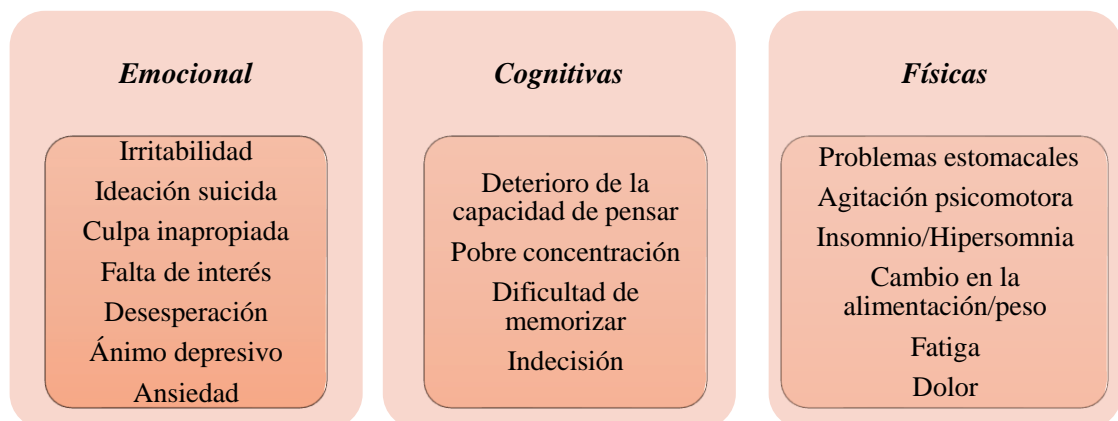 Emocional
Irritabilidad
Ideación suicida
Culpa inapropiada
Falta de interés
Desesperación
Ánimo depresivo
Ansiedad
Cognitivas
Deterioro de la
capacidad de pensar
Pobre concentración
Dificultad de
memorizar
Indecisión
Físicas
Problemas estomacales
Agitación psicomotora
Insomnio/Hipersomnia
Cambio en la
alimentación/peso
Fatiga
Dolor